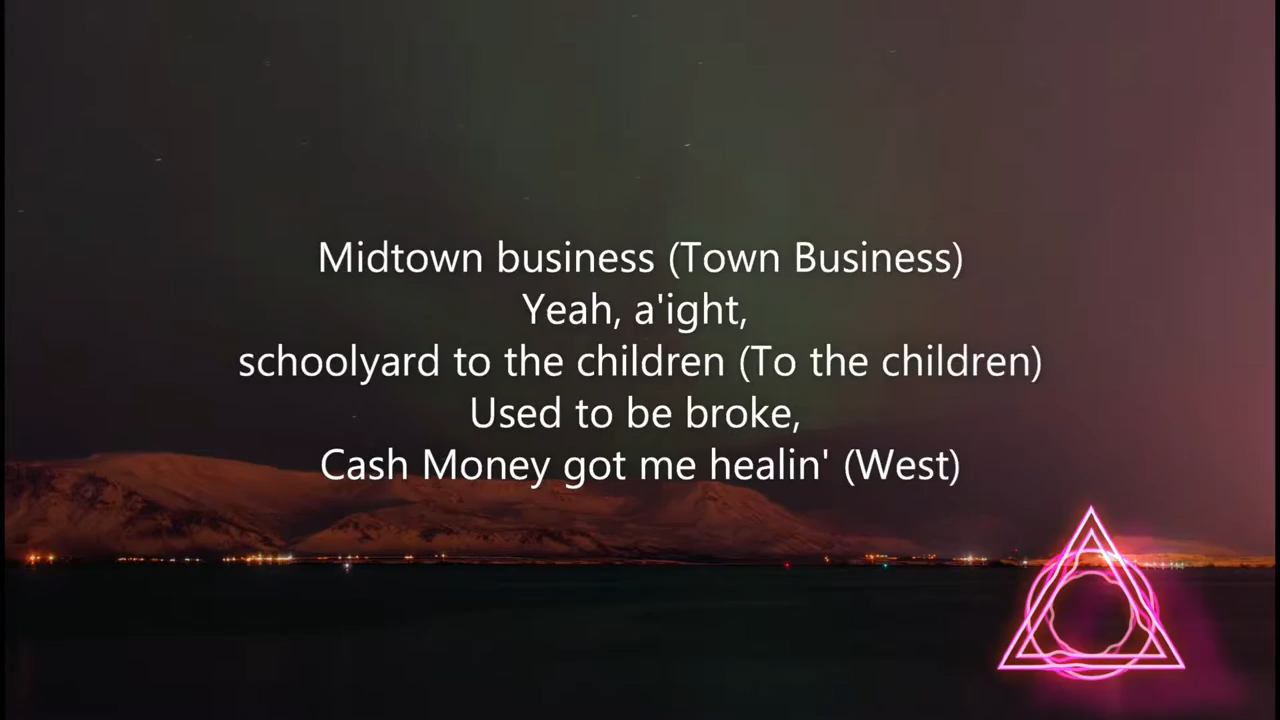 Midtown business (Town Business)
Yeah, a'ight,
schoolyard to the children (To the children)
Used to be broke,
Cash Money got me healin' (West)